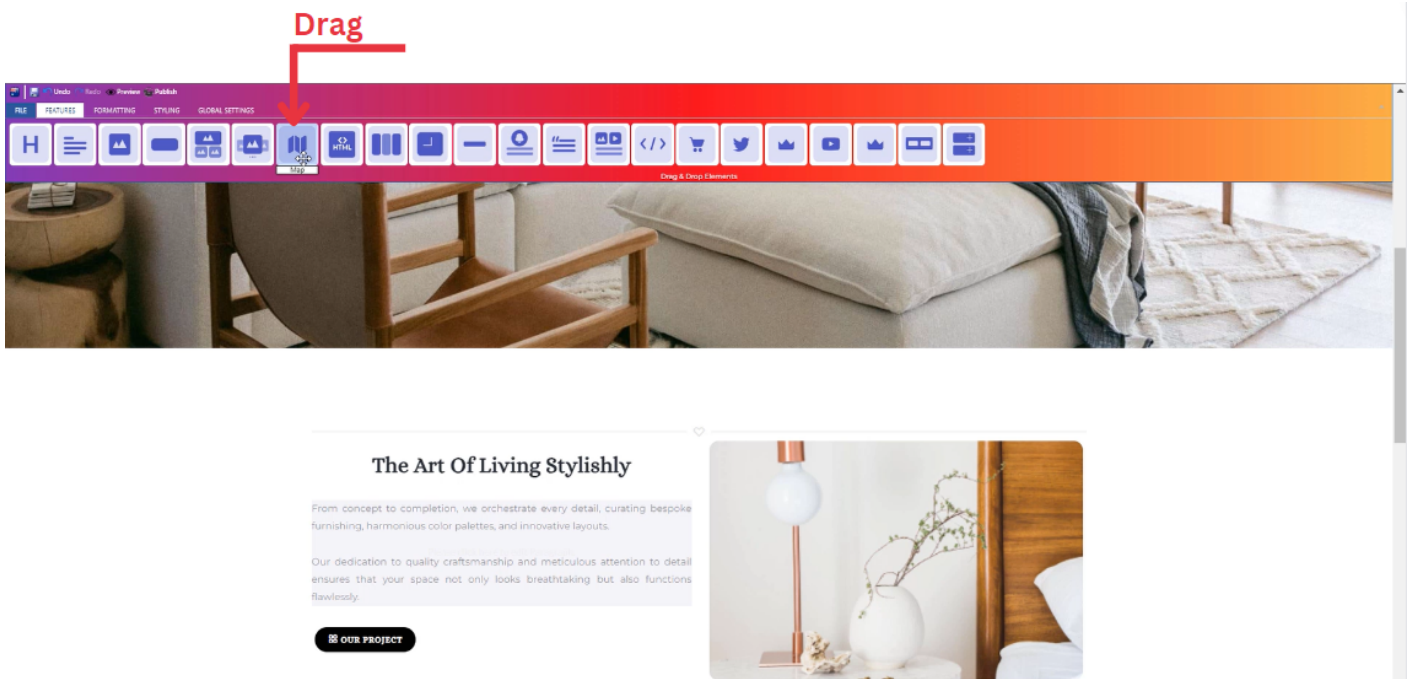 Drag
Undo Redo Preview Publish
FILE FEATURES FORMATTING STYLING GLOBAL SETTINGS
H
HTML
Map
Drag & Drop Elements
The Art Of Living Stylishly
From concept to completion, we orchestrate every detail, curating bespoke
furnishing, harmonious color palettes, and innovative layouts.
Our dedication to quality craftsmanship and meticulous attention to detail
ensures that your space not only looks breathtaking but also functions
flawlessly.
OUR PROJECT